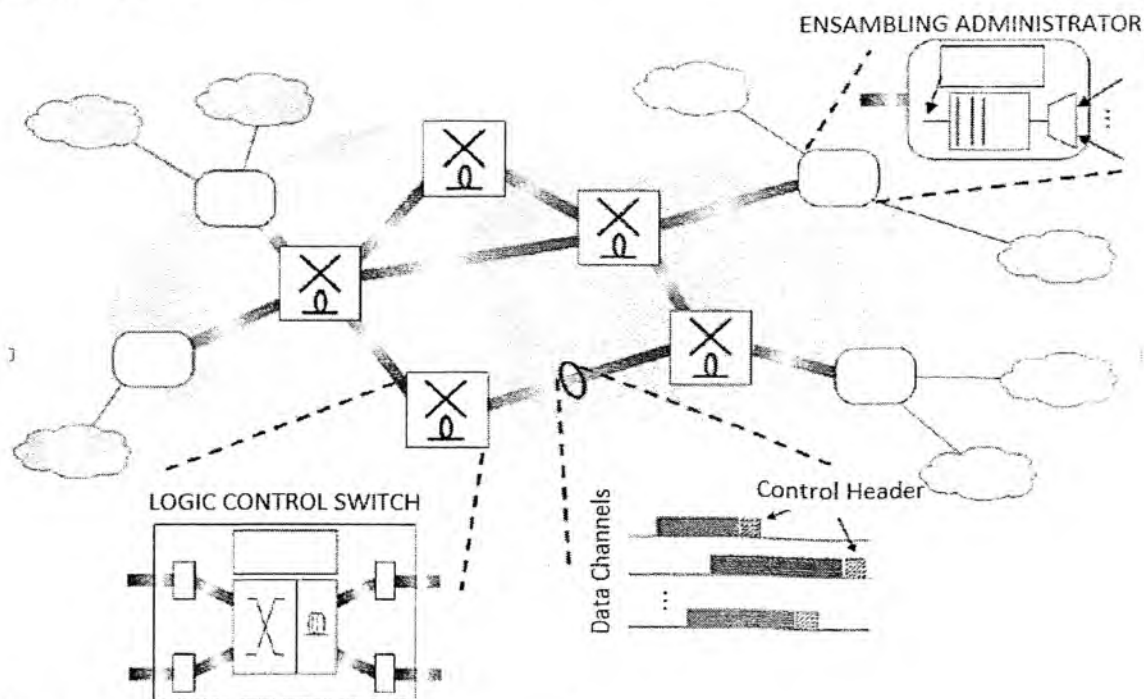 ENSAMBLING ADMINISTRATOR
LOGIC CONTROL SWITCH
Control Header
Data Channels